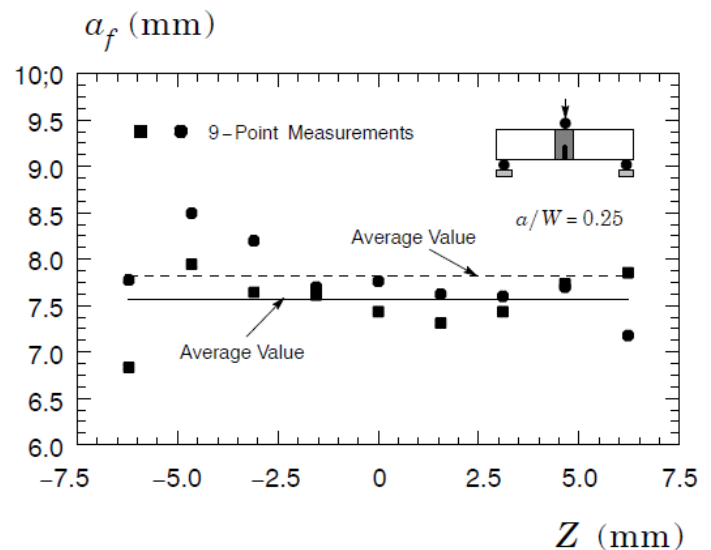 a_f (mm)
10;0
9.5
9.0
8.5
8.0
7.5
7.0
6.5
6.0
9-Point Measurements
a/W = 0.25
Average Value
Average Value
−7.5 −5.0 −2.5 0 2.5 5.0 7.5
Z (mm)